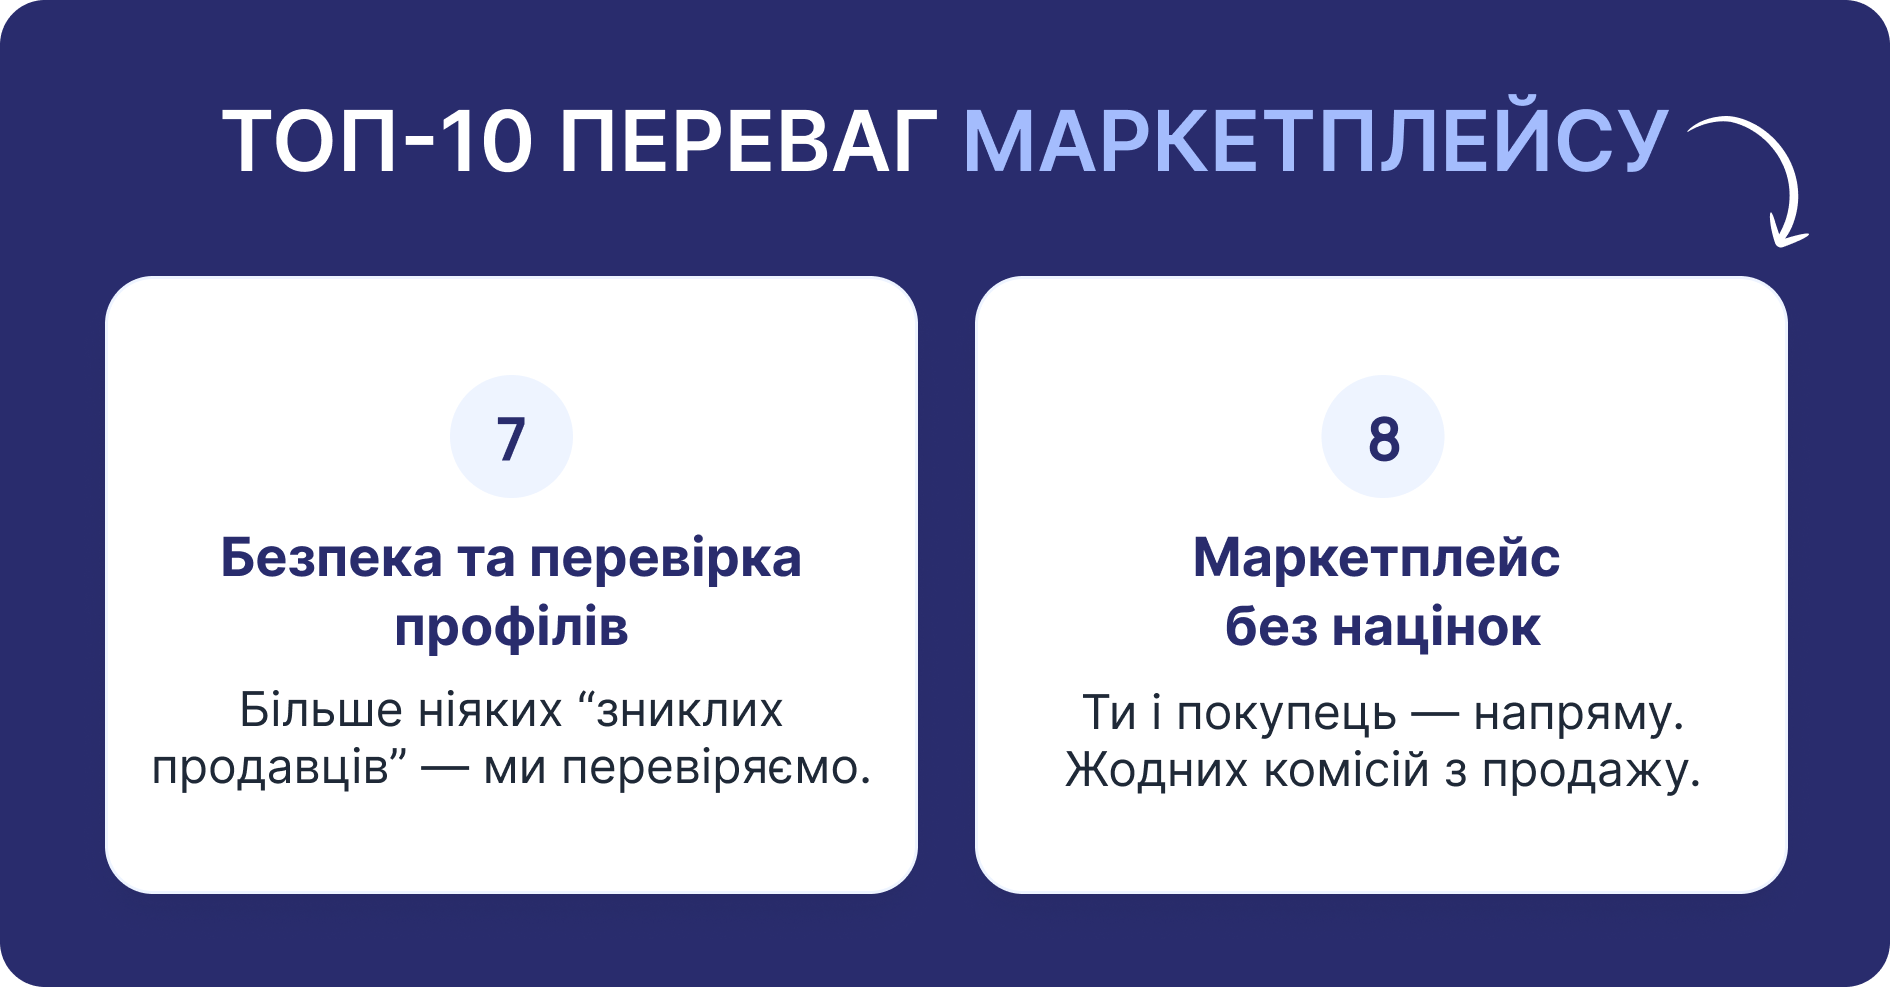 ТОП-10 ПЕРЕВАГ МАРКЕТПЛЕЙСУ
7
Безпека та перевірка
профілів
Більше ніяких “зниклих
продавців” — ми перевіряємо.
8
Маркетплейс
без націнок
Ти і покупець — напряму.
Жодних комісій з продажу.